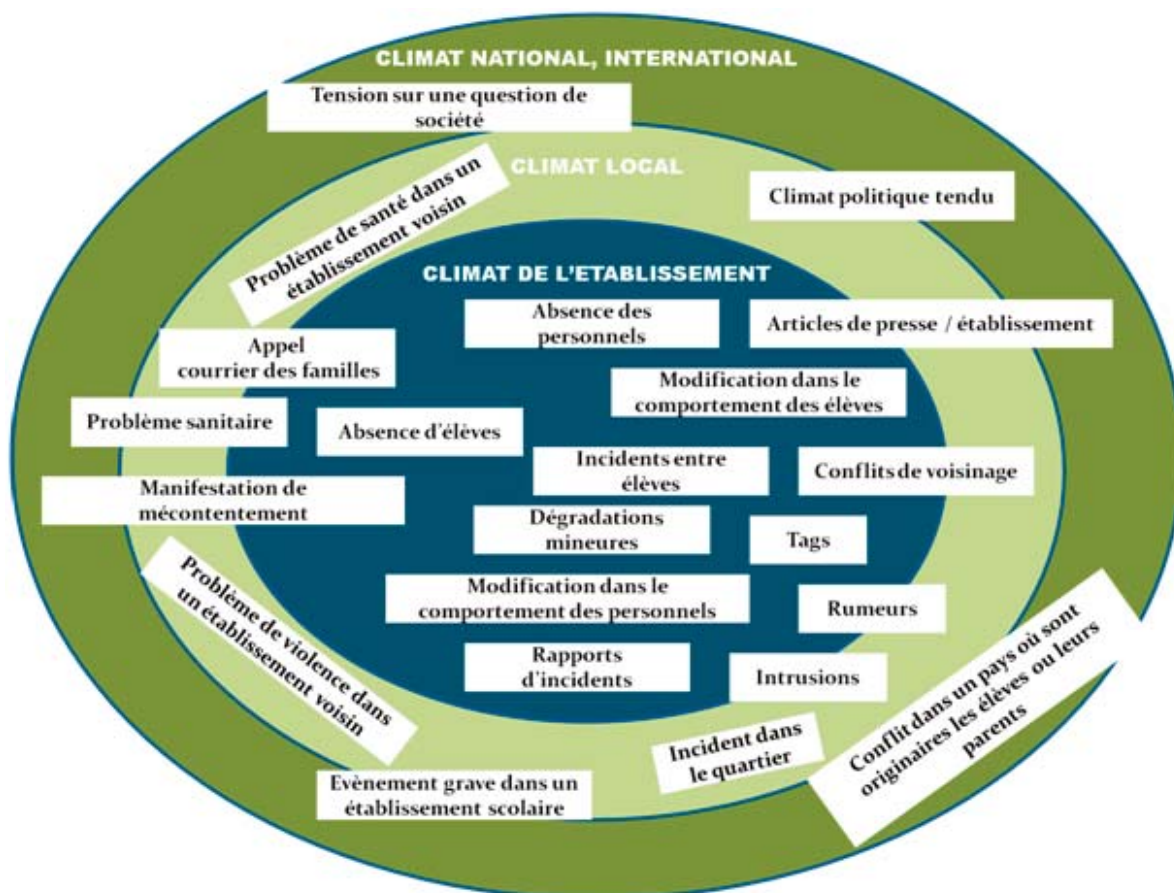 CLIMAT NATIONAL, INTERNATIONAL
Tension sur une question de
société
CLIMAT LOCAL
Problème de santé dans un
établissement voisin
Climat politique tendu
CLIMAT DE L'ETABLISSEMENT
Absence des
personnels
Articles de presse / établissement
Appel
courrier des familles
Modification dans le
comportement des élèves
Problème sanitaire
Absence d'élèves
Incidents entre
élèves
Conflits de voisinage
Manifestation de
mécontentement
Dégradations
mineures
Tags
Problème de violence dans
un établissement voisin
Modification dans le
comportement des personnels
Rumeurs
Rapports
d'incidents
Intrusions
Conflit dans un pays où sont
originaires les élèves ou leurs
parents
Incident dans
le quartier
Evènement grave dans un
établissement scolaire